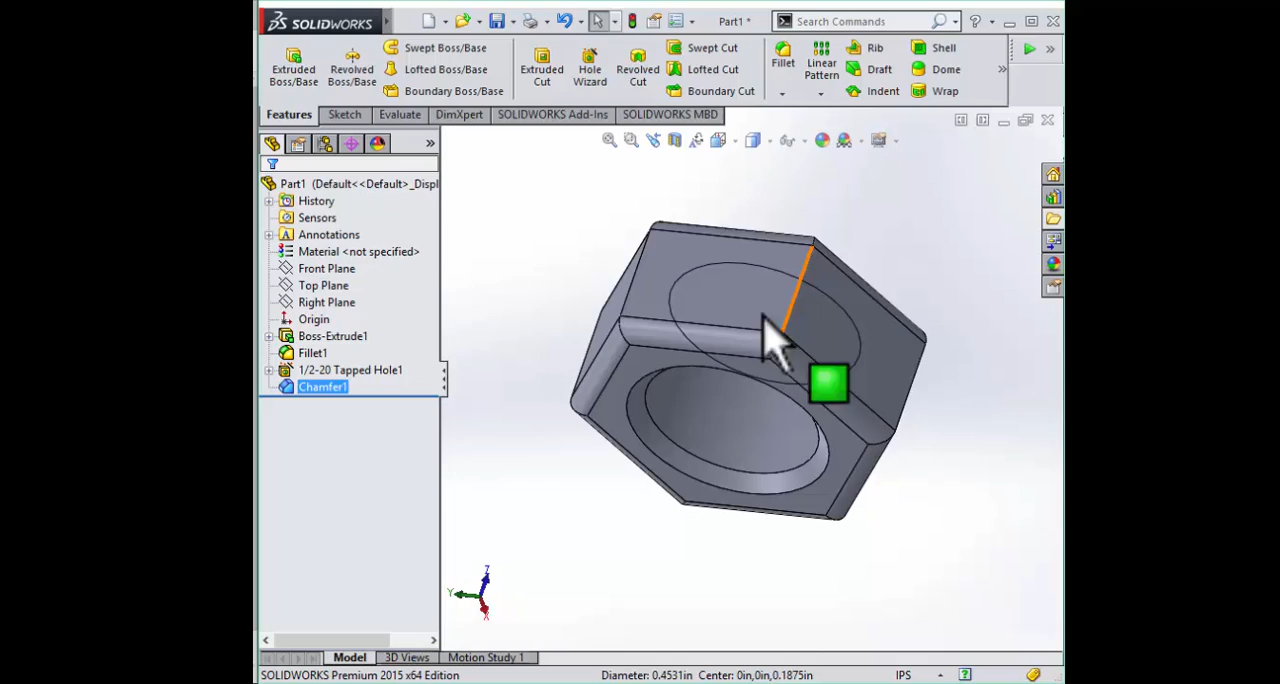 SOLIDWORKS
Part1 *
Search Commands
Extruded Boss/Base
Revolved Boss/Base
Swept Boss/Base
Lofted Boss/Base
Boundary Boss/Base
Extruded Cut
Hole Wizard
Revolved Cut
Swept Cut
Lofted Cut
Boundary Cut
Fillet
Linear Pattern
Rib
Draft
Indent
Shell
Dome
Wrap
Features
Sketch
Evaluate
DimXpert
SOLIDWORKS Add-Ins
SOLIDWORKS MBD
Part1 (Default<<Default>_Displ
History
Sensors
Annotations
Material <not specified>
Front Plane
Top Plane
Right Plane
Origin
Boss-Extrude1
Fillet1
1/2-20 Tapped Hole1
Chamfer1
Z
Y
X
Model
3D Views
Motion Study 1
SOLIDWORKS Premium 2015 x64 Edition
Diameter: 0.4531in Center: 0in,0in,0.1875in
IPS